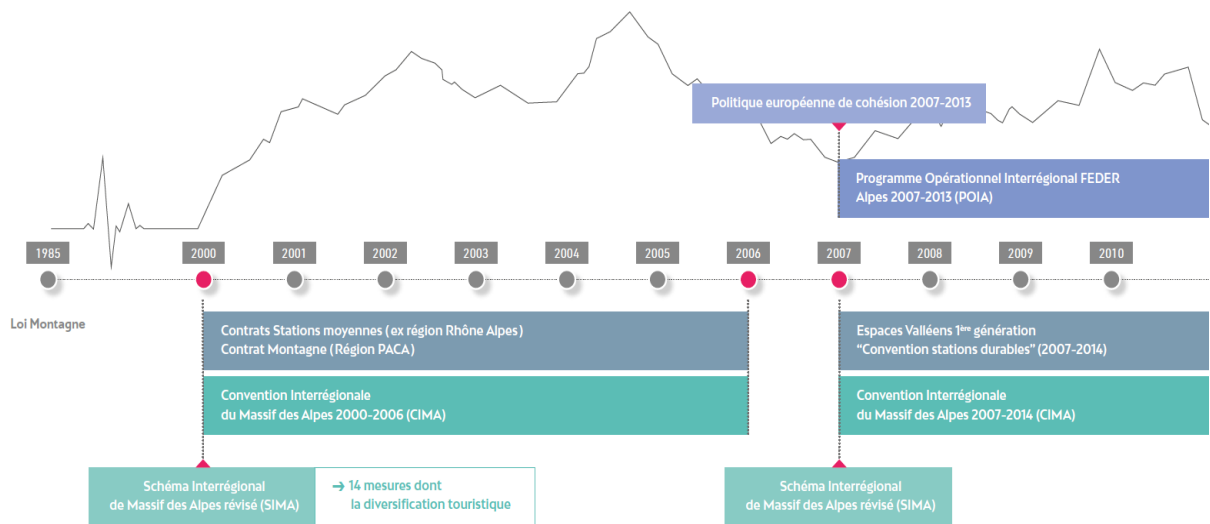 Politique européenne de cohésion 2007-2013
Programme Opérationnel Interrégional FEDER
Alpes 2007-2013 (POIA)
1985
2000
2001
2002
2003
2004
2005
2006
2007
2008
2009
2010
Loi Montagne
Contrats Stations moyennes (ex région Rhône Alpes)
Contrat Montagne (Région PACA)
Espaces Valléens 1ère génération
“Convention stations durables” (2007-2014)
Convention Interrégionale
du Massif des Alpes 2000-2006 (CIMA)
Convention Interrégionale
du Massif des Alpes 2007-2014 (CIMA)
Schéma Interrégional
de Massif des Alpes révisé (SIMA)
→ 14 mesures dont
la diversification touristique
Schéma Interrégional
de Massif des Alpes révisé (SIMA)